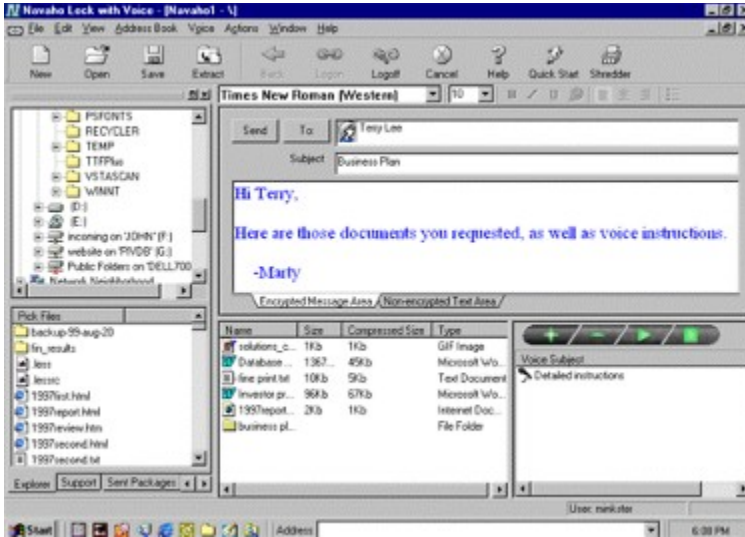 Navaho Lock with Voice - [Navaho1 - \]
File Edit View Address Book Voice Actions Window Help
New Open Save Extract Back Logon Logoff Cancel Help Quick Start Shredder
Times New Roman (Western) 10
PSFONTS
RECYCLER
TEMP
TTFPlus
VSTASCAN
WINNT
(D:)
(E:)
incoming on 'JOHN' (F:)
website on 'PIVDB' (G:)
Public Folders on 'DELL700
Network Neighborhood
Send To: Terry Lee
Subject Business Plan
Hi Terry,
Here are those documents you requested, as well as voice instructions.
-Marty
Encrypted Message Area Non-encrypted Text Area
Pick Files
backup-99-aug-20
fin_results
.less
.lessrc
1997first.html
1997report.html
1997review.htm
1997second.html
1997second.txt
Explorer Support Sent Packages
Name Size Compressed Size Type
solutions_c... 1Kb 1Kb GIF Image
Database ... 1367... 45Kb Microsoft Wo...
fine print.txt 10Kb 5Kb Text Document
Investor pr... 96Kb 67Kb Microsoft Wo...
1997report... 2Kb 1Kb Internet Doc...
business pl... File Folder
Voice Subject
Detailed instructions
User: minkster
Start Address 6:08 PM